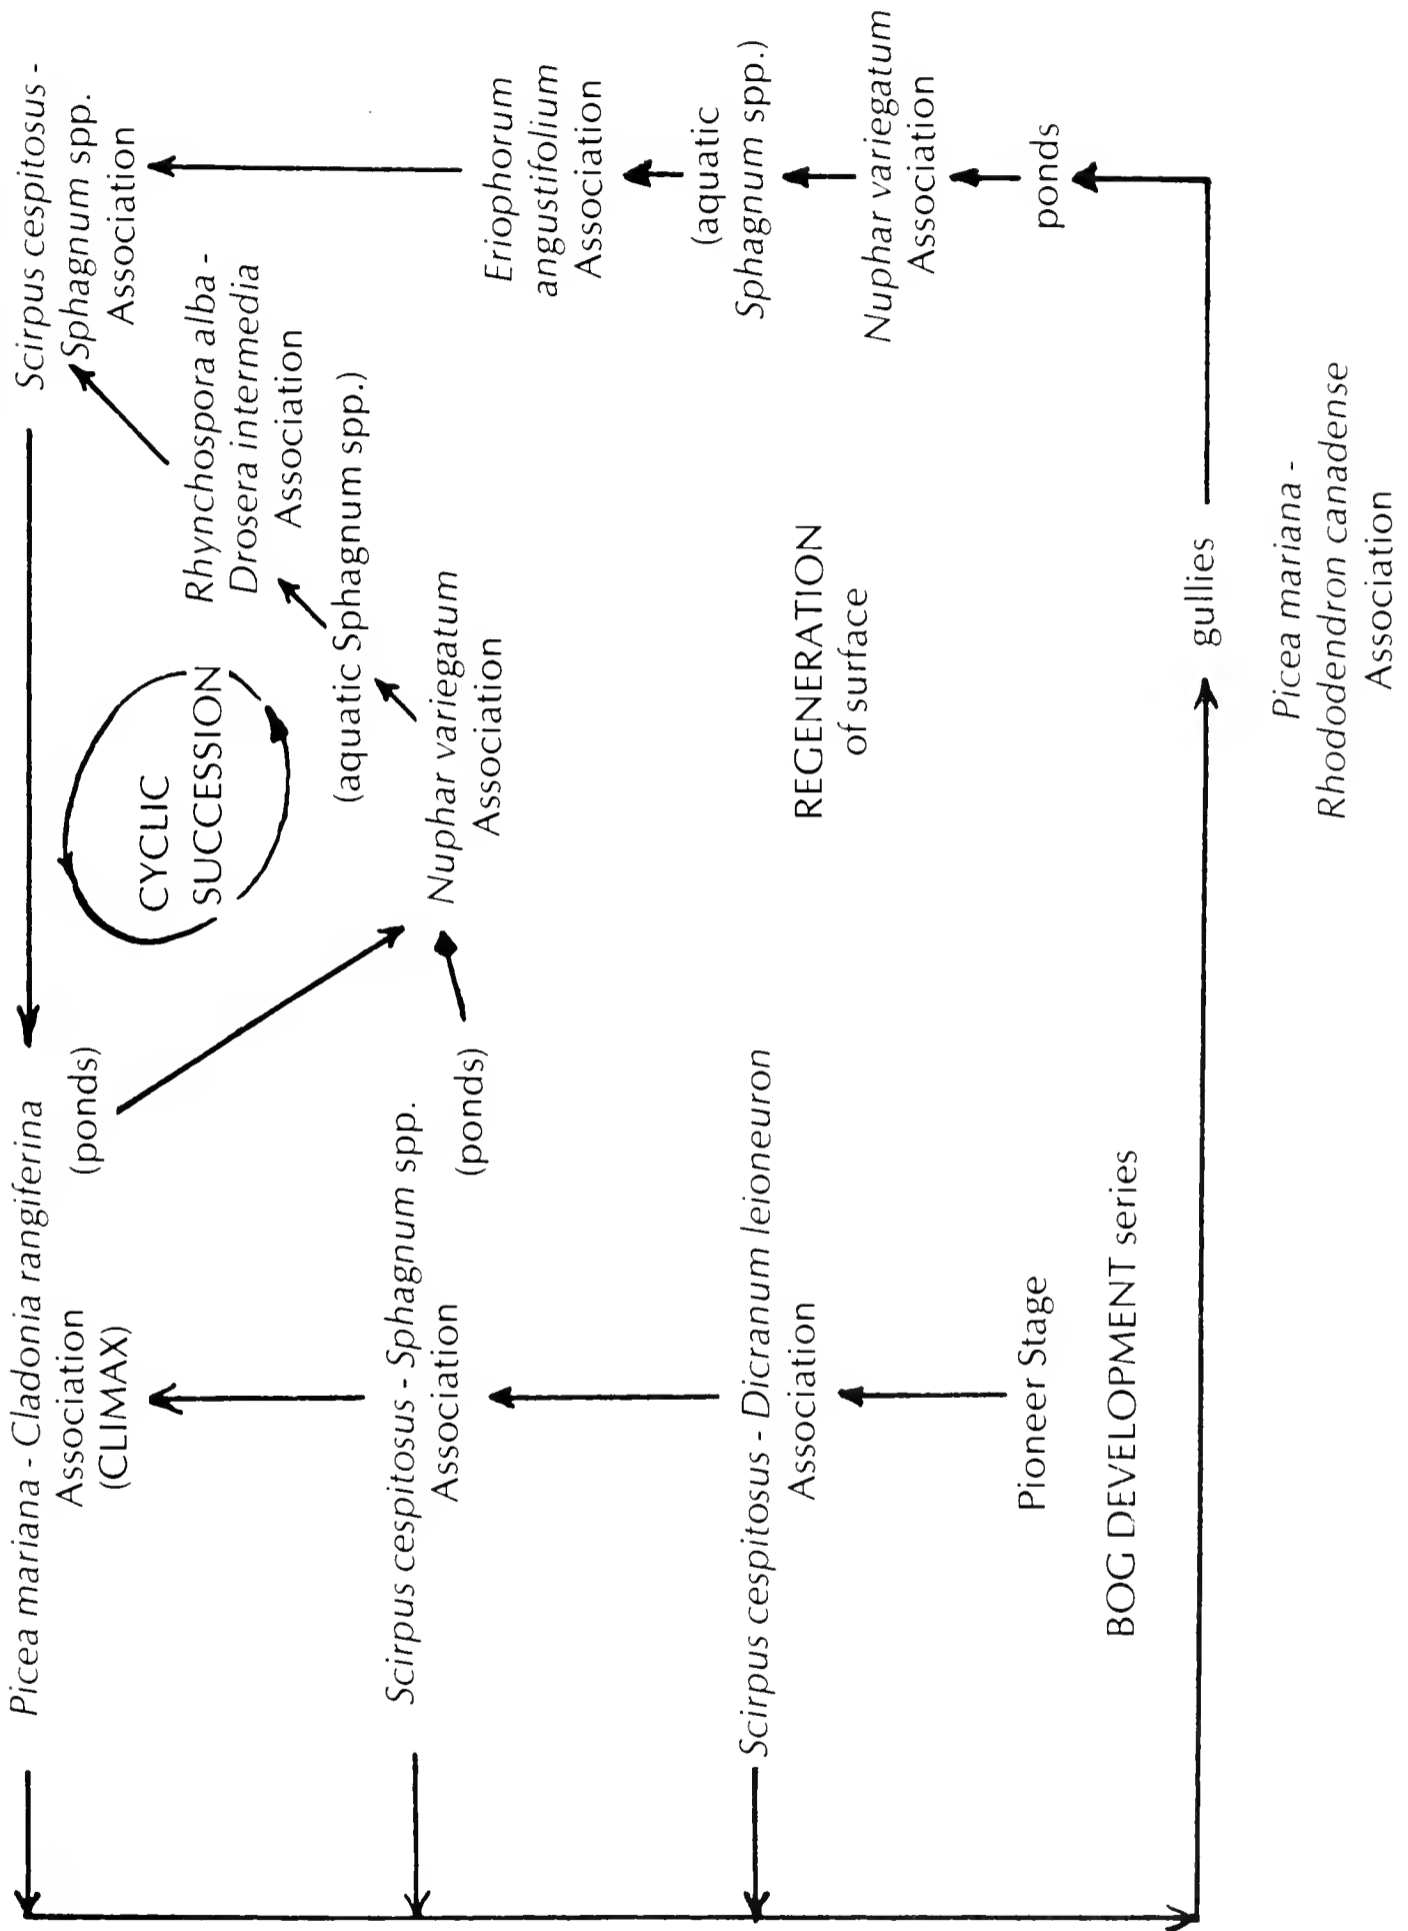 Picea mariana - Cladonia rangiferina
Association
(CLIMAX)
(ponds)
Scirpus cespitosus -
Sphagnum spp.
Association
CYCLIC
SUCCESSION
Rhynchospora alba -
Drosera intermedia
Association
(aquatic Sphagnum spp.)
Nuphar variegatum
Association
Scirpus cespitosus - Sphagnum spp.
Association
(ponds)
Eriophorum
angustifolium
Association
(aquatic
Sphagnum spp.)
Scirpus cespitosus - Dicranum leioneuron
Association
REGENERATION
of surface
Nuphar variegatum
Association
Pioneer Stage
ponds
BOG DEVELOPMENT series
gullies
Picea mariana -
Rhododendron canadense
Association